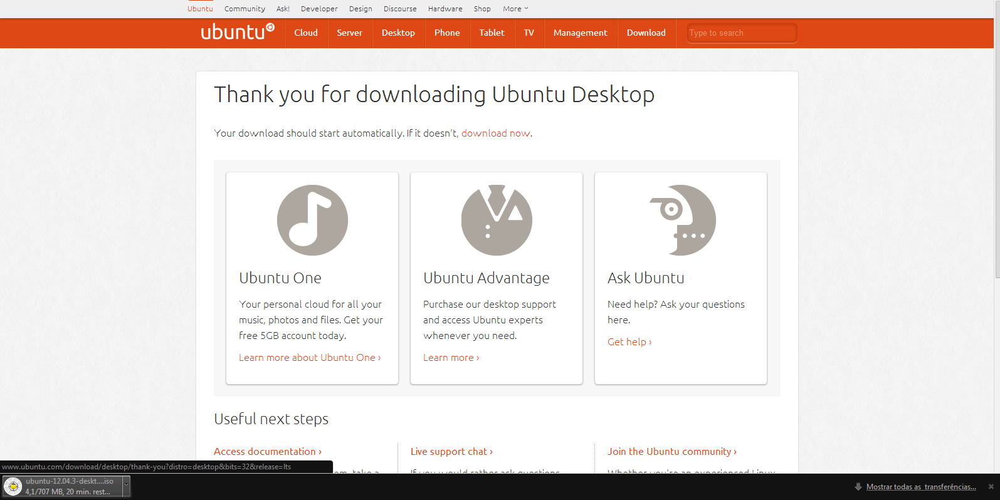 Ubuntu Community Ask! Developer Design Discourse Hardware Shop More
ubuntu Cloud Server Desktop Phone Tablet TV Management Download Type to search
Thank you for downloading Ubuntu Desktop
Your download should start automatically. If it doesn't, download now.
Ubuntu One
Your personal cloud for all your
music, photos and files. Get your
free 5GB account today.
Learn more about Ubuntu One ›
Ubuntu Advantage
Purchase our desktop support
and access Ubuntu experts
whenever you need.
Learn more ›
Ask Ubuntu
Need help? Ask your questions
here.
Get help ›
Useful next steps
Access documentation ›
take a
Live support chat ›
If you would rather ask questions
Join the Ubuntu community ›
Whether you're an experienced Linux
www.ubuntu.com/download/desktop/thank-you?distro=desktop&bits=32&release=lts
ubuntu-12.04.3-deskt....iso
4,1/707 MB, 20 min. rest...
Mostrar todas as transferências...